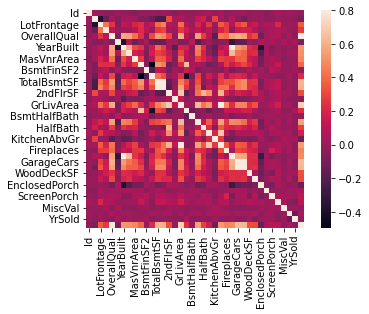 Id
LotFrontage
OverallQual
YearBuilt
MasVnrArea
BsmtFinSF2
TotalBsmtSF
2ndFlrSF
GrLivArea
BsmtHalfBath
HalfBath
KitchenAbvGr
Fireplaces
GarageCars
WoodDeckSF
EnclosedPorch
ScreenPorch
MiscVal
YrSold
Id
LotFrontage
OverallQual
YearBuilt
MasVnrArea
BsmtFinSF2
TotalBsmtSF
2ndFlrSF
GrLivArea
BsmtHalfBath
HalfBath
KitchenAbvGr
Fireplaces
GarageCars
WoodDeckSF
EnclosedPorch
ScreenPorch
MiscVal
YrSold
0.8
0.6
0.4
0.2
0.0
−0.2
−0.4